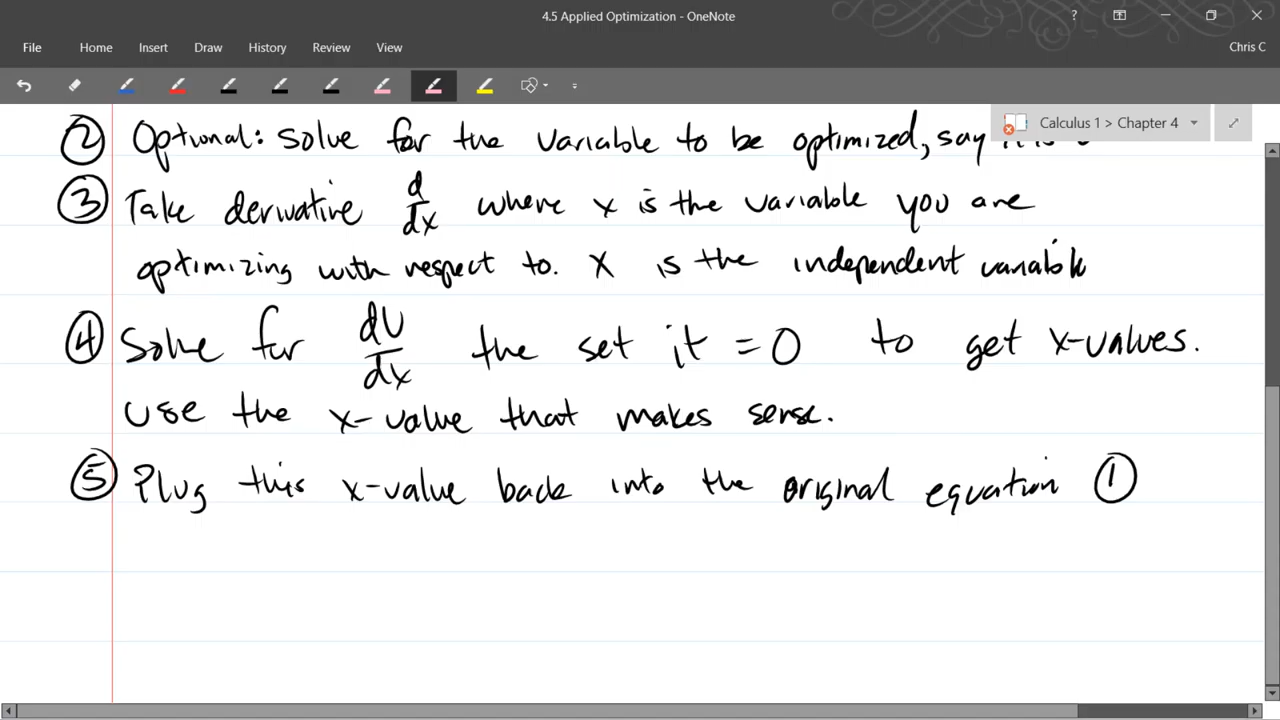 4.5 Applied Optimization - OneNote
?
File Home Insert Draw History Review View
Chris C
Calculus 1 > Chapter 4
② Optional: Solve for the variable to be optimized, say
③ Take derivative d/dx where x is the variable you are
optimizing with respect to. X is the independent variable
④ Solve for dU/dx the set it = 0 to get x-values.
Use the x-value that makes sense.
⑤ Plug this x-value back into the original equation ①